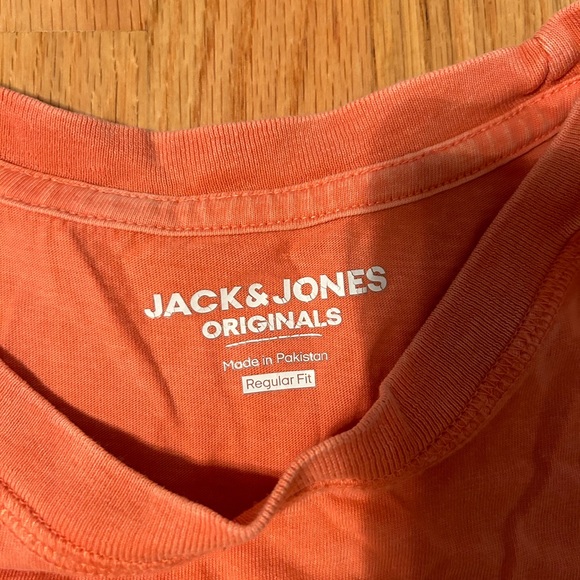 JACK & JONES
ORIGINALS
Made in Pakistan
Regular Fit